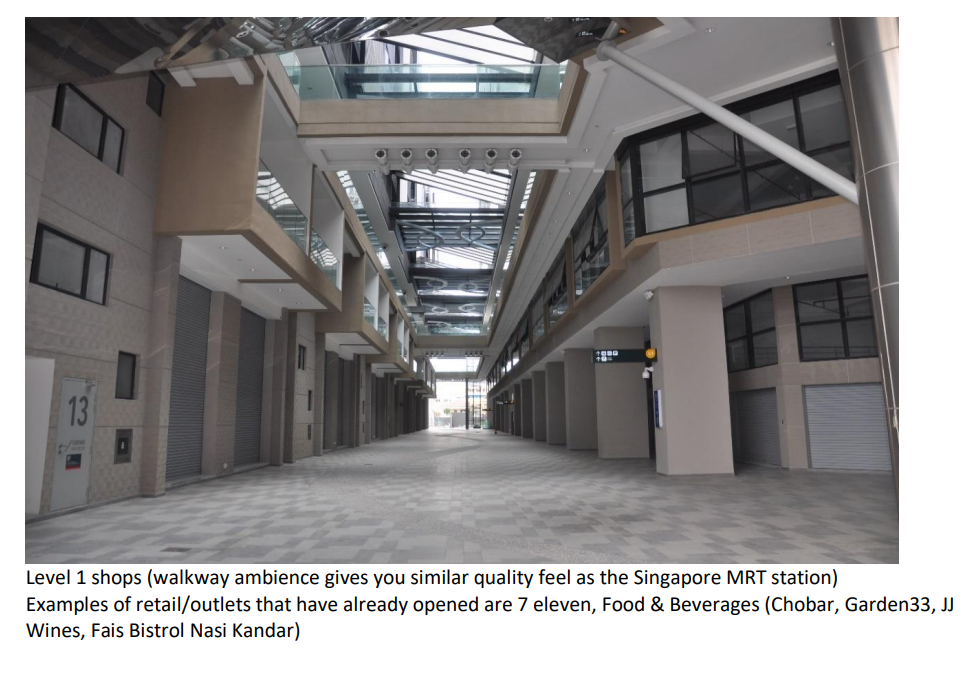 13
Level 1 shops (walkway ambience gives you similar quality feel as the Singapore MRT station)
Examples of retail/outlets that have already opened are 7 eleven, Food & Beverages (Chobar, Garden33, JJ
Wines, Fais Bistrol Nasi Kandar)